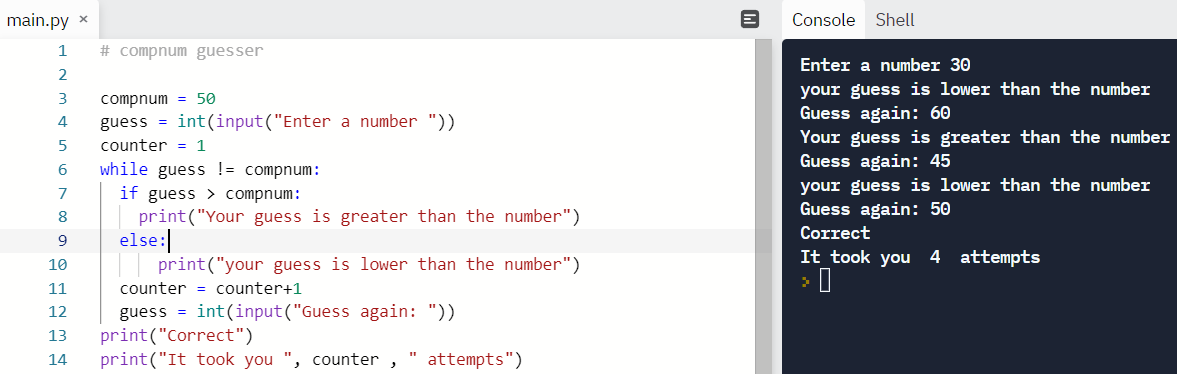 main.py ×
1 # compnum guesser
2
3 compnum = 50
4 guess = int(input("Enter a number "))
5 counter = 1
6 while guess != compnum:
7   if guess > compnum:
8     print("Your guess is greater than the number")
9   else:
10       print("your guess is lower than the number")
11   counter = counter+1
12   guess = int(input("Guess again: "))
13 print("Correct")
14 print("It took you ", counter , " attempts")
Console Shell
Enter a number 30
your guess is lower than the number
Guess again: 60
Your guess is greater than the number
Guess again: 45
your guess is lower than the number
Guess again: 50
Correct
It took you  4  attempts
>